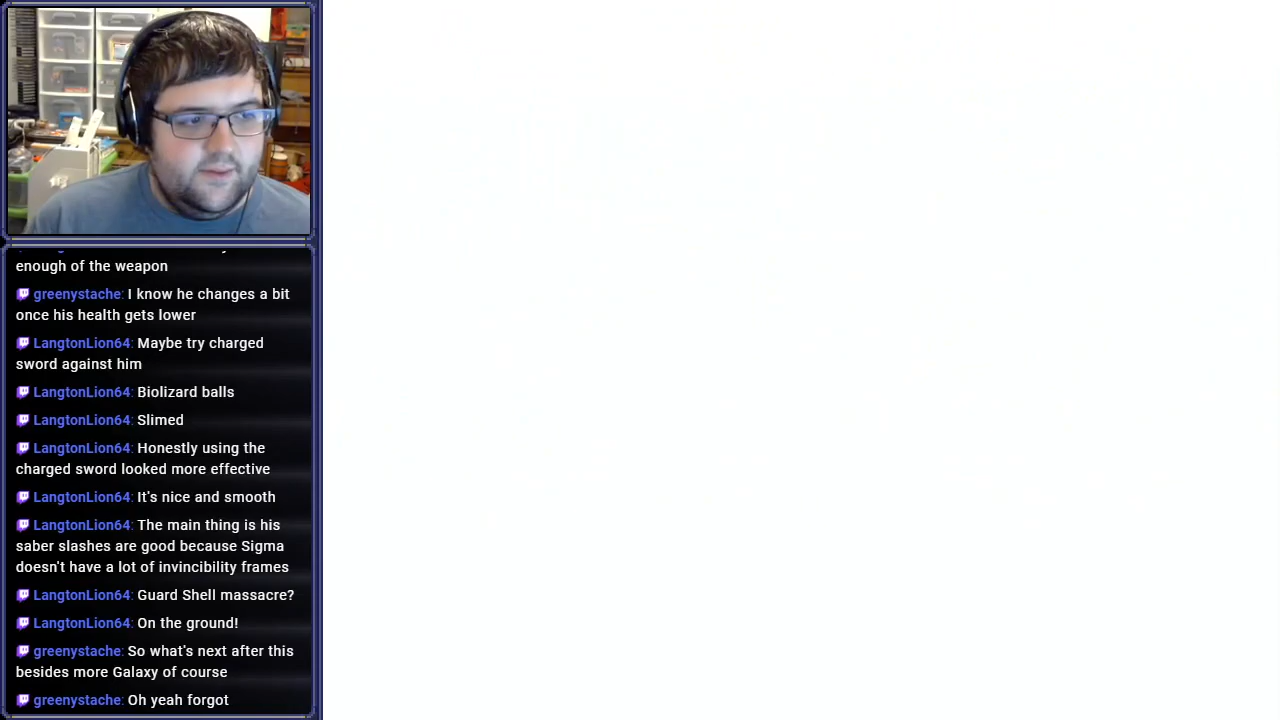 enough of the weapon
greenystache: I know he changes a bit
once his health gets lower
LangtonLion64: Maybe try charged
sword against him
LangtonLion64: Biolizard balls
LangtonLion64: Slimed
LangtonLion64: Honestly using the
charged sword looked more effective
LangtonLion64: It's nice and smooth
LangtonLion64: The main thing is his
saber slashes are good because Sigma
doesn't have a lot of invincibility frames
LangtonLion64: Guard Shell massacre?
LangtonLion64: On the ground!
greenystache: So what's next after this
besides more Galaxy of course
greenystache: Oh yeah forgot